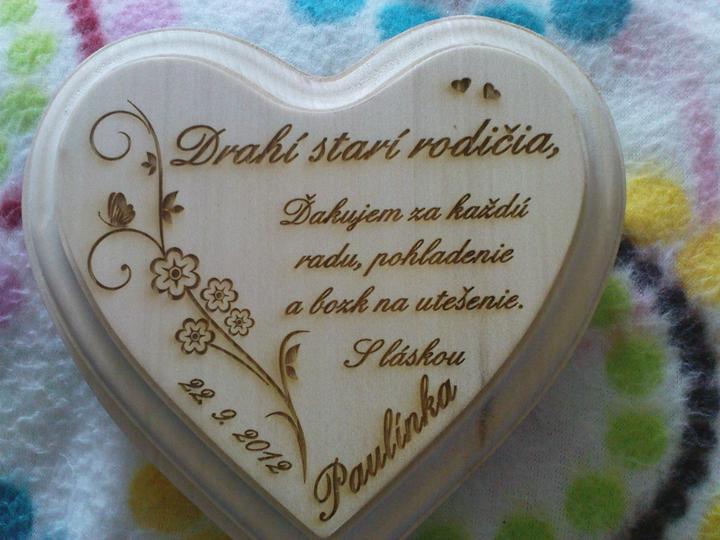 Drahí starí rodičia,
Ďakujem za každú
radu, pohladenie
a bozk na utešenie.
S láskou
Paulínka
22. 9. 2012